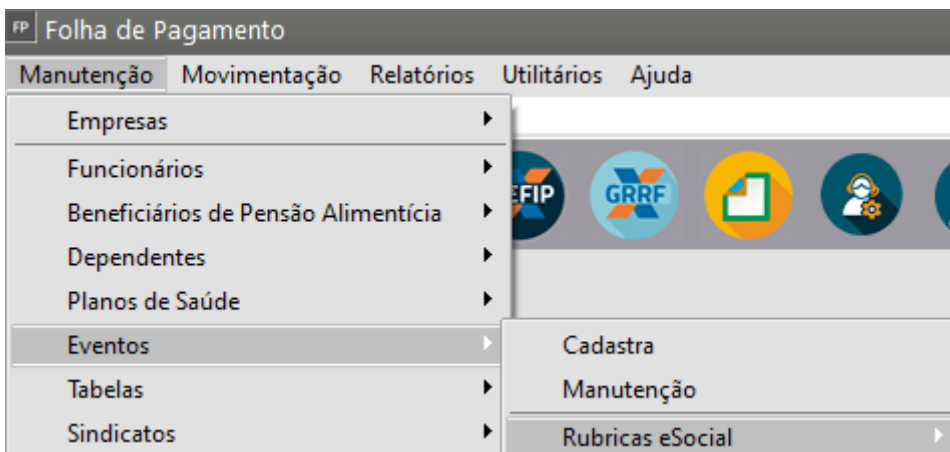 FP Folha de Pagamento
Manutenção Movimentação Relatórios Utilitários Ajuda
Empresas
Funcionários
Beneficiários de Pensão Alimentícia
Dependentes
Planos de Saúde
Eventos
Tabelas
Sindicatos
EFIP
GRRF
Cadastra
Manutenção
Rubricas eSocial